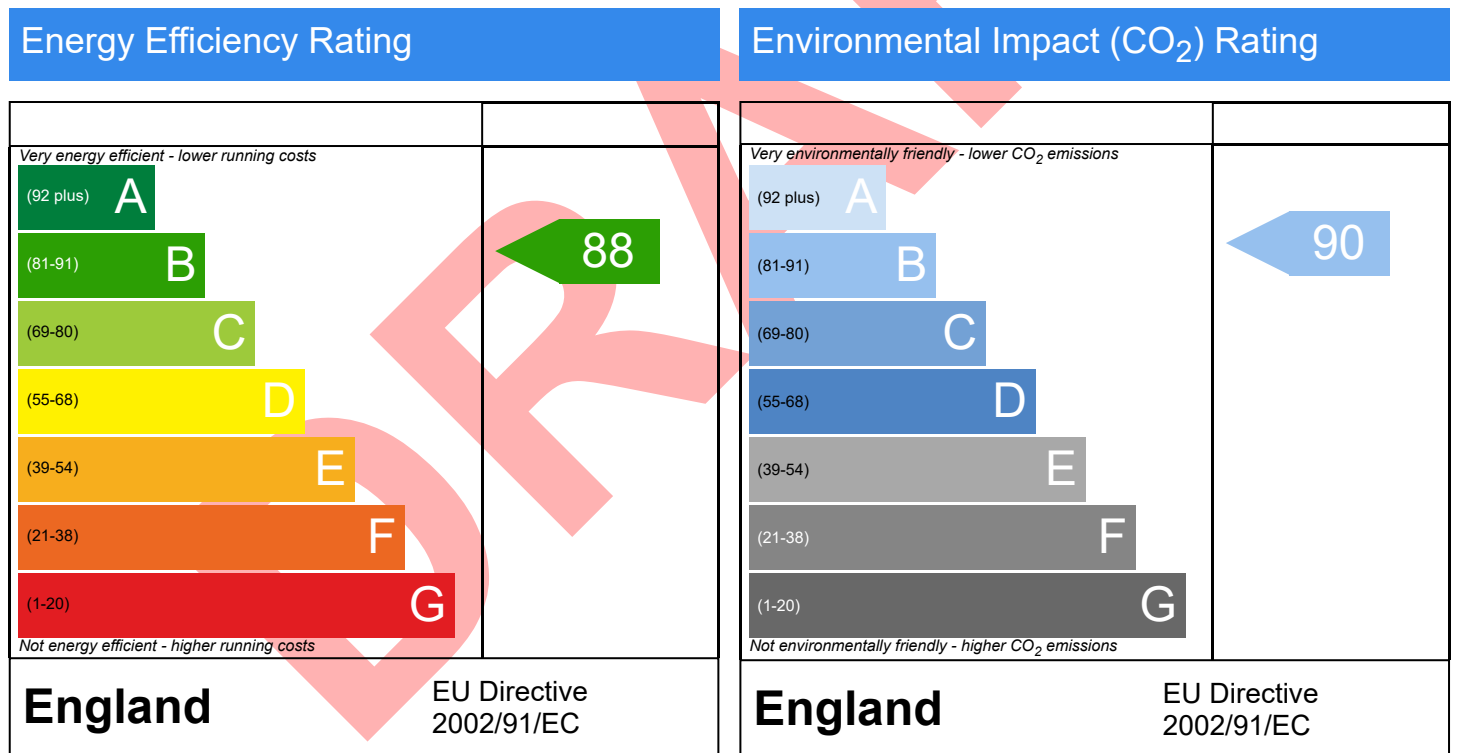 Energy Efficiency Rating
Very energy efficient - lower running costs
(92 plus) A
(81-91) B
88
(69-80) C
(55-68) D
(39-54) E
(21-38) F
(1-20) G
Not energy efficient - higher running costs
England
EU Directive
2002/91/EC
Environmental Impact (CO₂) Rating
Very environmentally friendly - lower CO₂ emissions
(92 plus) A
(81-91) B
90
(69-80) C
(55-68) D
(39-54) E
(21-38) F
(1-20) G
Not environmentally friendly - higher CO₂ emissions
England
EU Directive
2002/91/EC